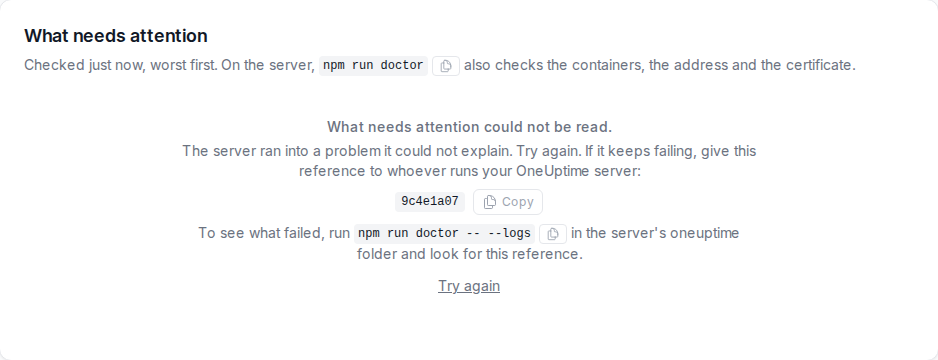 What needs attention
Checked just now, worst first. On the server, npm run doctor also checks the containers, the address and the certificate.
What needs attention could not be read.
The server ran into a problem it could not explain. Try again. If it keeps failing, give this
reference to whoever runs your OneUptime server:
9c4e1a07 Copy
To see what failed, run npm run doctor -- --logs in the server's oneuptime
folder and look for this reference.
Try again